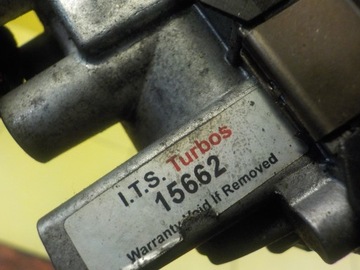 I.T.S. Turbos
15662
Warranty Void If Removed